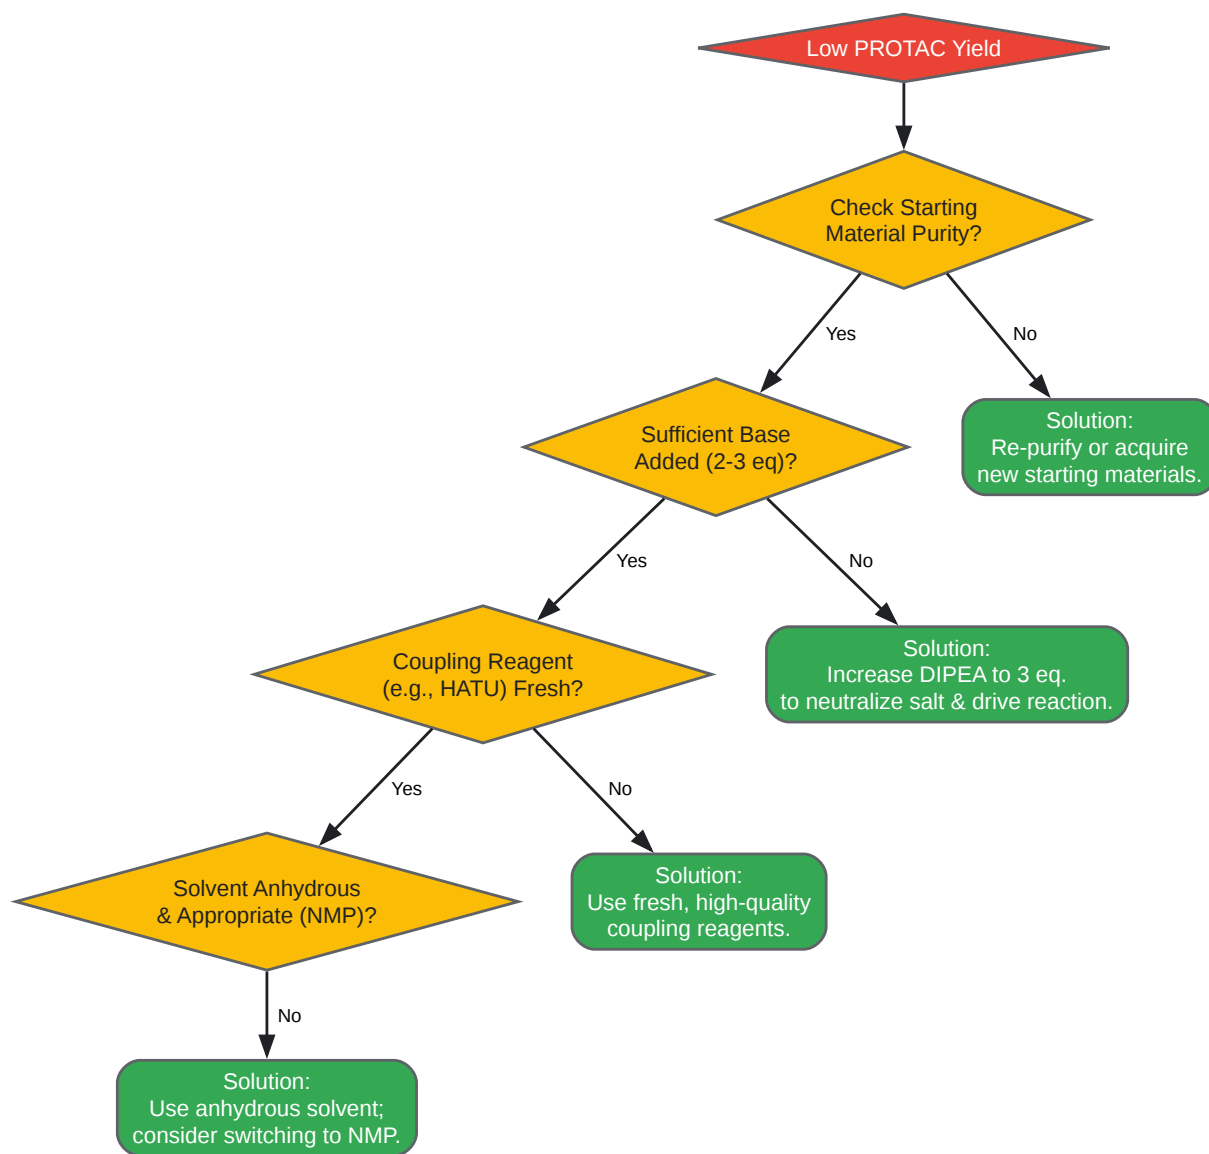 Low PROTAC Yield
Check Starting
Material Purity?
Yes
No
Sufficient Base
Added (2-3 eq)?
Solution:
Re-purify or acquire
new starting materials.
Yes
No
Coupling Reagent
(e.g., HATU) Fresh?
Solution:
Increase DIPEA to 3 eq.
to neutralize salt & drive reaction.
Yes
No
Solvent Anhydrous
& Appropriate (NMP)?
Solution:
Use fresh, high-quality
coupling reagents.
No
Solution:
Use anhydrous solvent;
consider switching to NMP.